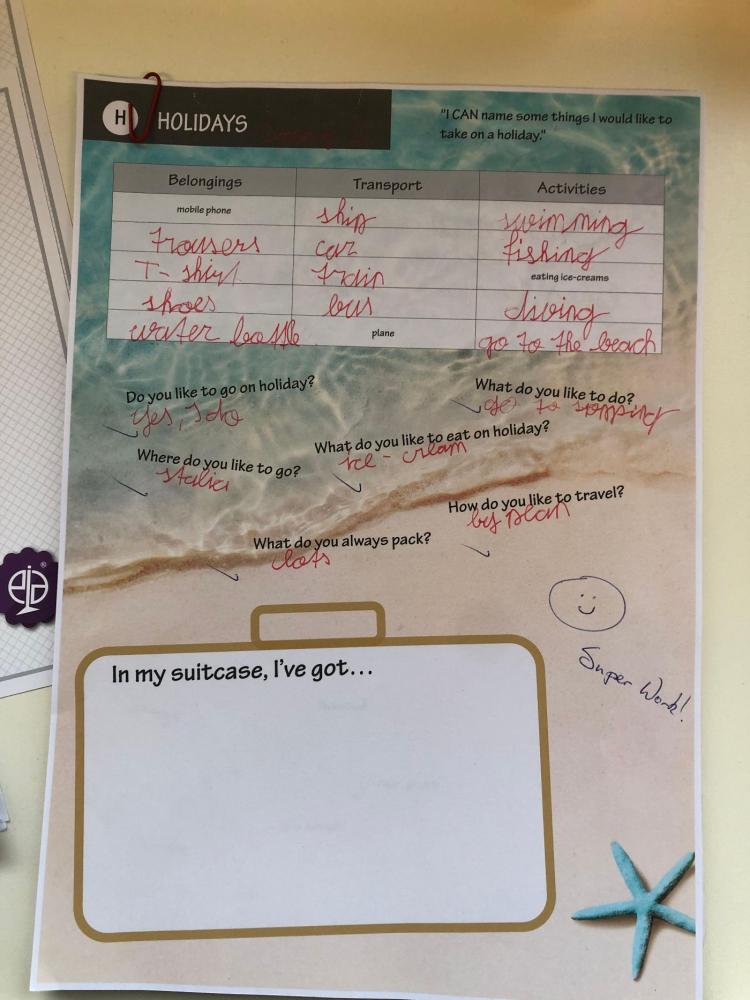 H HOLIDAYS
"I CAN name some things I would like to
take on a holiday."
Belongings Transport Activities
mobile phone ship swimming
trousers car fishing
T-shirt train eating ice-creams
shoes bus diving
water bottle plane go to the beach
Do you like to go on holiday?
yes, I do
What do you like to do?
go to sopping
Where do you like to go?
Italia
What do you like to eat on holiday?
ice-cream
How do you like to travel?
by plan
What do you always pack?
clots
Super Work!
In my suitcase, I've got...
eja